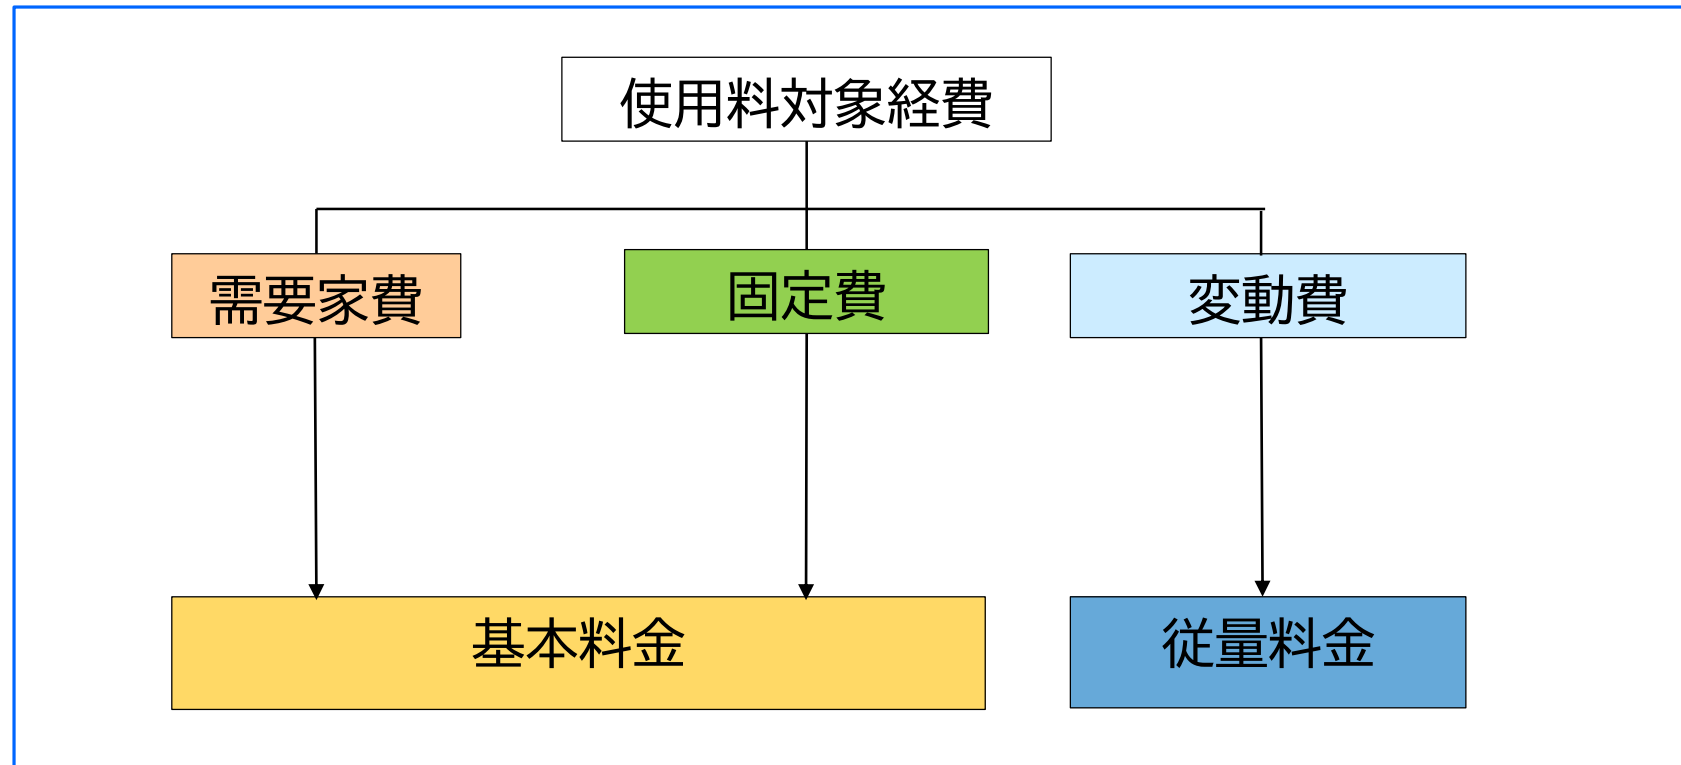 使用料対象経費
需要家費
固定費
変動費
基本料金
従量料金